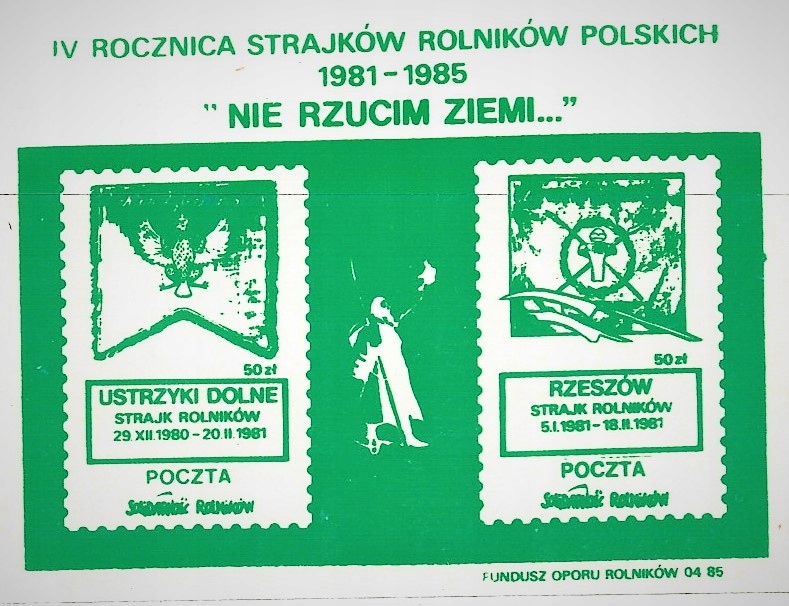 IV ROCZNICA STRAJKÓW ROLNIKÓW POLSKICH
1981-1985
" NIE RZUCIM ZIEMI..."
50 zł
USTRZYKI DOLNE
STRAJK ROLNIKÓW
29.XII.1980-20.II.1981
POCZTA
SOLIDARNOŚĆ ROLNIKÓW
50 zł
RZESZÓW
STRAJK ROLNIKÓW
5.I.1981-18.II.1981
POCZTA
SOLIDARNOŚĆ ROLNIKÓW
FUNDUSZ OPORU ROLNIKÓW 04 85